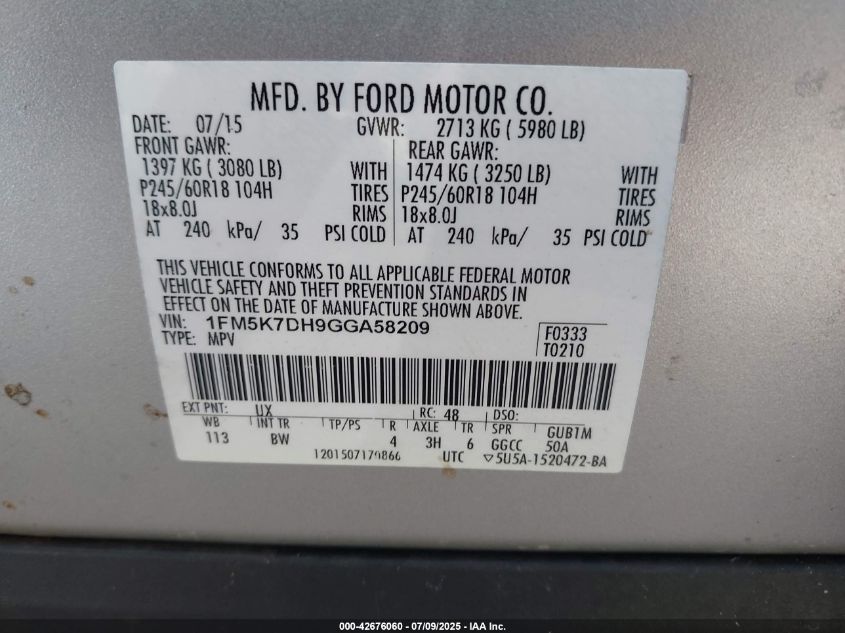 MFD. BY FORD MOTOR CO.
DATE: 07/15 GVWR: 2713 KG ( 5980 LB)
FRONT GAWR: REAR GAWR:
1397 KG ( 3080 LB) WITH 1474 KG ( 3250 LB) WITH
P245/60R18 104H TIRES P245/60R18 104H TIRES
18x8.0J RIMS 18x8.0J RIMS
AT 240 kPa/ 35 PSI COLD AT 240 kPa/ 35 PSI COLD
THIS VEHICLE CONFORMS TO ALL APPLICABLE FEDERAL MOTOR
VEHICLE SAFETY AND THEFT PREVENTION STANDARDS IN
EFFECT ON THE DATE OF MANUFACTURE SHOWN ABOVE.
VIN: 1FM5K7DH9GGA58209 F0333
TYPE: MPV T0210
EXT PNT: UX RC: 48 DSO:
WB INT TR TP/PS R AXLE TR SPR GUB1M
113 BW 4 3H 6 GGCC 50A
UTC ▽5U5A-1520472-BA
000-42676060 / 07/09/2025 - IAA Inc.